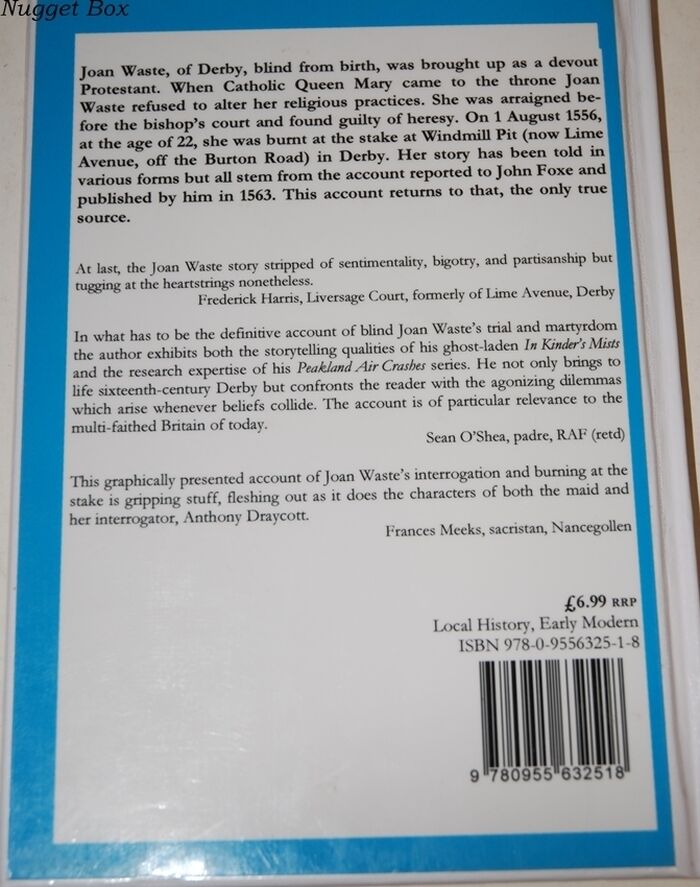 Nugget Box
Joan Waste, of Derby, blind from birth, was brought up as a devout
Protestant. When Catholic Queen Mary came to the throne Joan
Waste refused to alter her religious practices. She was arraigned be-
fore the bishop's court and found guilty of heresy. On 1 August 1556,
at the age of 22, she was burnt at the stake at Windmill Pit (now Lime
Avenue, off the Burton Road) in Derby. Her story has been told in
various forms but all stem from the account reported to John Foxe and
published by him in 1563. This account returns to that, the only true
source.
At last, the Joan Waste story stripped of sentimentality, bigotry, and partisanship but
tugging at the heartstrings nonetheless.
Frederick Harris, Liversage Court, formerly of Lime Avenue, Derby
In what has to be the definitive account of blind Joan Waste's trial and martyrdom
the author exhibits both the storytelling qualities of his ghost-laden In Kinder's Mists
and the research expertise of his Peakland Air Crashes series. He not only brings to
life sixteenth-century Derby but confronts the reader with the agonizing dilemmas
which arise whenever beliefs collide. The account is of particular relevance to the
multi-faithed Britain of today.
Sean O'Shea, padre, RAF (retd)
This graphically presented account of Joan Waste's interrogation and burning at the
stake is gripping stuff, fleshing out as it does the characters of both the maid and
her interrogator, Anthony Draycott.
Frances Meeks, sacristan, Nancegollen
£6.99 RRP
Local History, Early Modern
ISBN 978-0-9556325-1-8
9 780955 632518